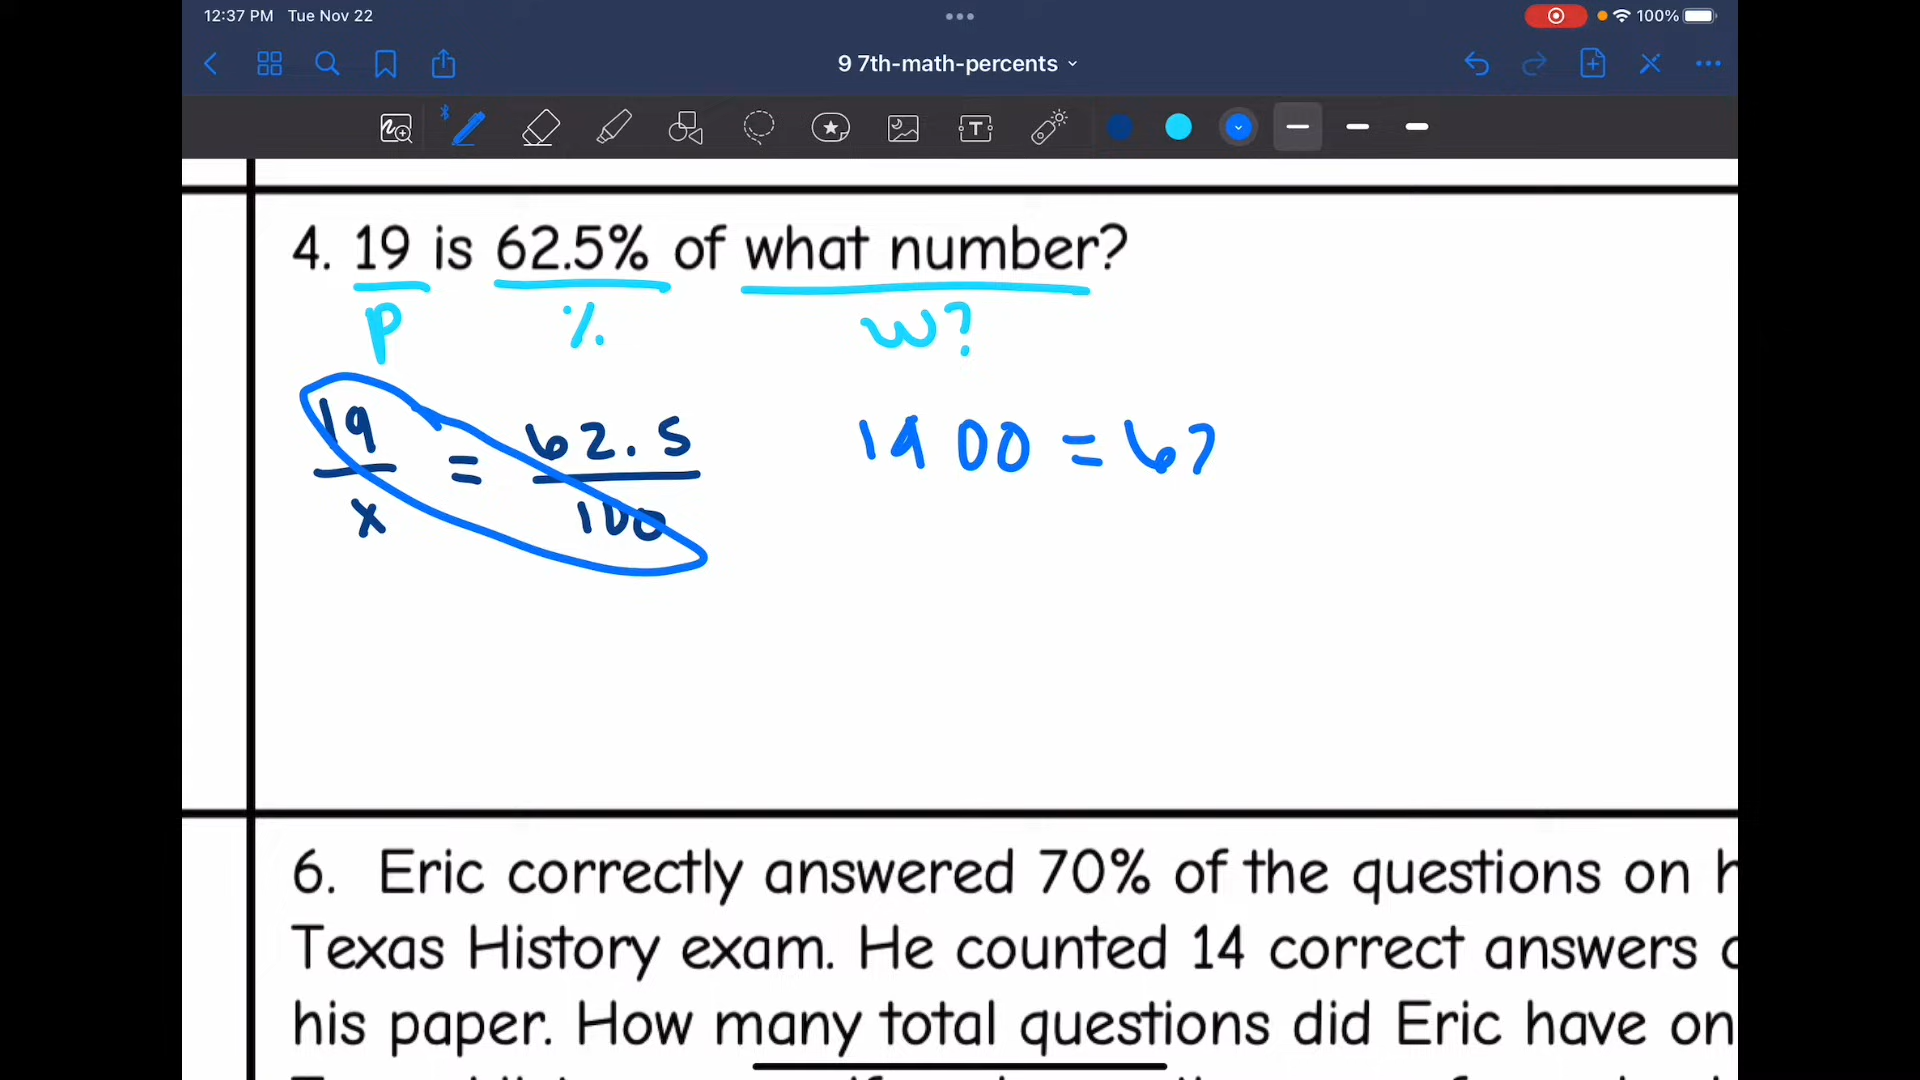 12:37 PM Tue Nov 22
100%
9 7th-math-percents
4. 19 is 62.5% of what number?
P % w?
19 = 62.5
x 100
1900 = 62
6. Eric correctly answered 70% of the questions on h
Texas History exam. He counted 14 correct answers o
his paper. How many total questions did Eric have on